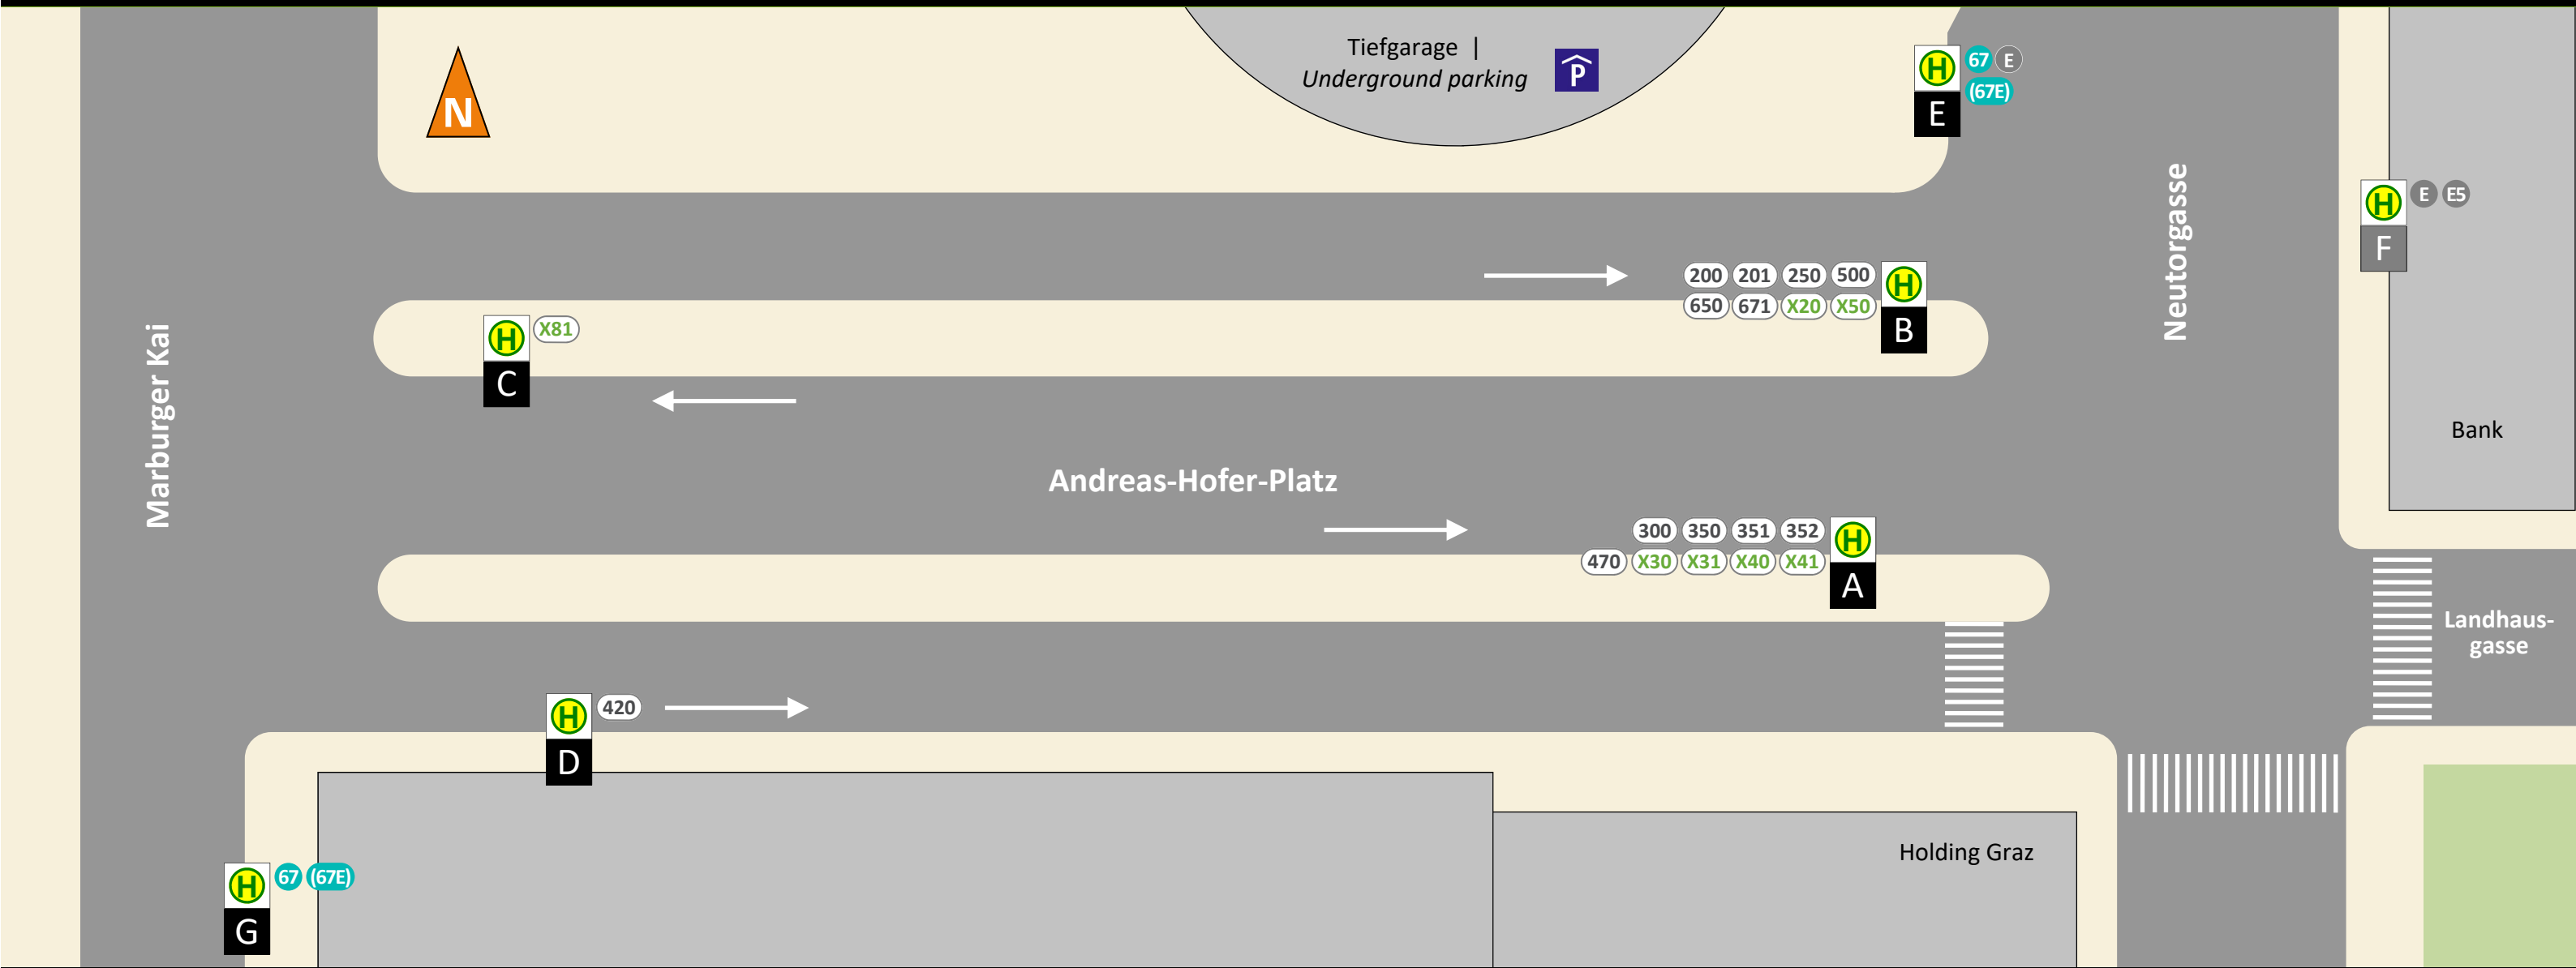 Tiefgarage |
Underground parking
P
N
H 67 E
(67E)
E
H E E5
F
Neutorgasse
200 201 250 500 H
650 671 X20 X50
B
H X81
C
Marburger Kai
Bank
Andreas-Hofer-Platz
300 350 351 352 H
470 X30 X31 X40 X41
A
Landhaus-
gasse
H 420
D
Holding Graz
H 67 (67E)
G